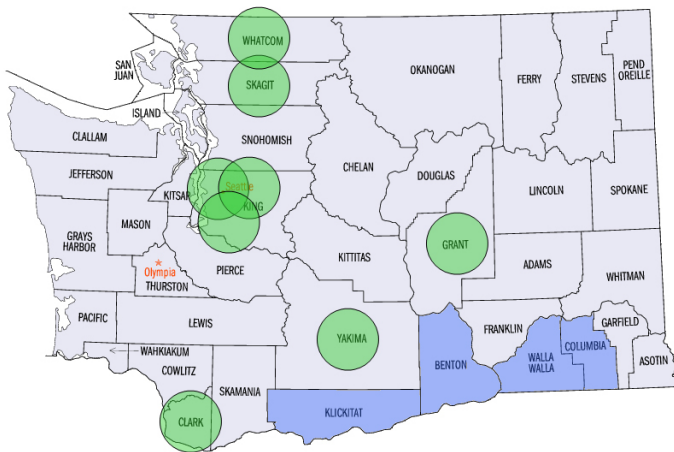 WHATCOM
SAN
JUAN
SKAGIT
ISLAND
OKANOGAN
FERRY
STEVENS
PEND
OREILLE
CLALLAM
SNOHOMISH
JEFFERSON
CHELAN
DOUGLAS
KITSAP
Seattle
KING
LINCOLN
SPOKANE
MASON
GRAYS
HARBOR
GRANT
KITTITAS
PIERCE
Olympia
THURSTON
ADAMS
WHITMAN
PACIFIC
LEWIS
YAKIMA
FRANKLIN
GARFIELD
COLUMBIA
WAHKIAKUM
COWLITZ
BENTON
WALLA
WALLA
ASOTIN
SKAMANIA
KLICKITAT
CLARK